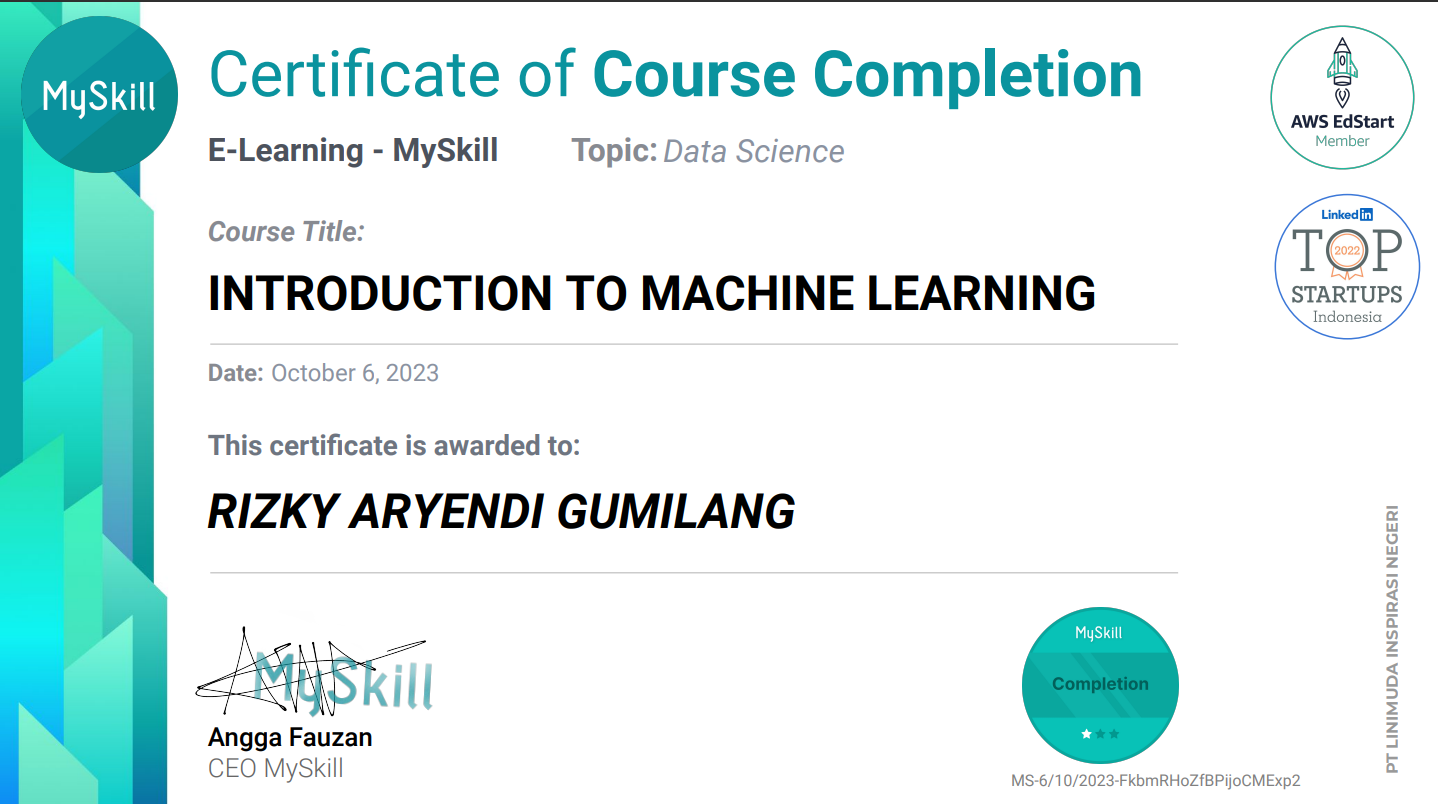 MySkill
Certificate of Course Completion
E-Learning - MySkill Topic: Data Science
AWS EdStart
Member
Course Title:
INTRODUCTION TO MACHINE LEARNING
LinkedIn
TOP
2022
STARTUPS
Indonesia
Date: October 6, 2023
This certificate is awarded to:
RIZKY ARYENDI GUMILANG
MySkill
Angga Fauzan
CEO MySkill
MySkill
Completion
MS-6/10/2023-FkbmRHoZfBPijoCMExp2
PT LINIMUDA INSPIRASI NEGERI